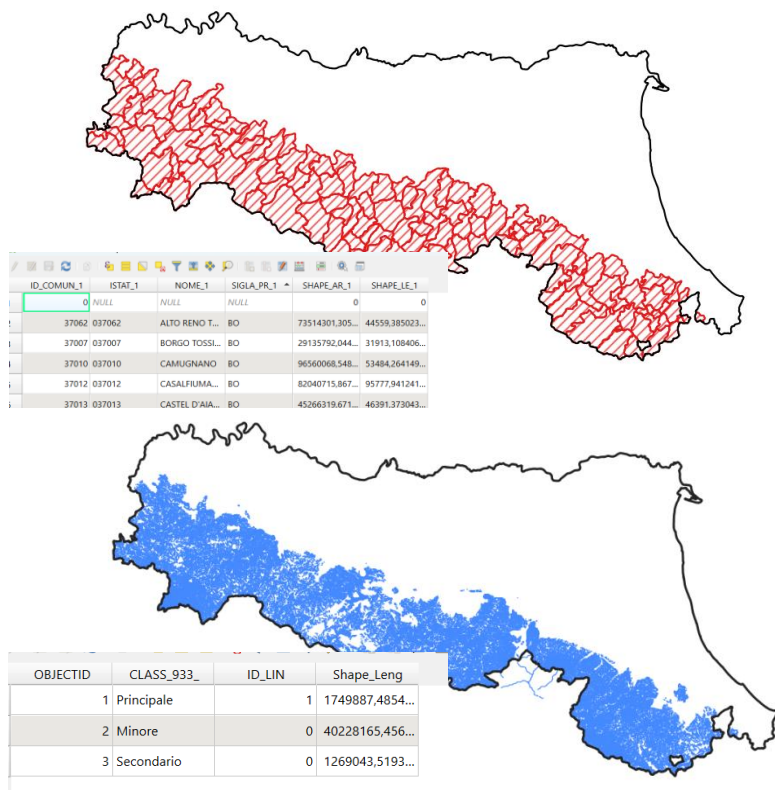 ID_COMUN_1 ISTAT_1 NOME_1 SIGLA_PR_1 SHAPE_AR_1 SHAPE_LE_1
0 NULL NULL NULL 0 0
37062 037062 ALTO RENO T... BO 73514301,305... 44559,385023...
37007 037007 BORGO TOSSI... BO 29135792,044... 31913,108406...
37010 037010 CAMUGNANO BO 96560068,548... 53484,264149...
37012 037012 CASALFIUMA... BO 82040715,867... 95777,941241...
37013 037013 CASTEL D'AIA... BO 45266319,671... 46391,373043...
OBJECTID CLASS_933_ ID_LIN Shape_Leng
1 Principale 1 1749887,4854...
2 Minore 0 40228165,456...
3 Secondario 0 1269043,5193...